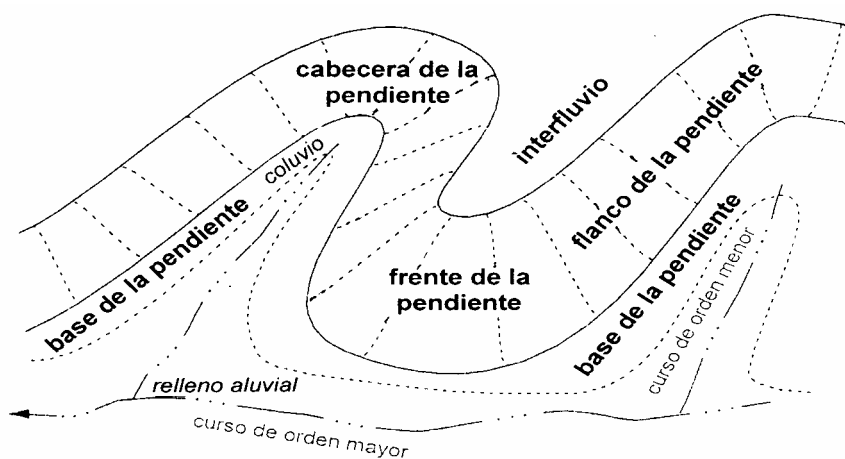 cabecera de la
pendiente
interfluvio
coluvio
flanco de la pendiente
base de la pendiente
frente de la
pendiente
base de la pendiente
curso de orden menor
relleno aluvial
curso de orden mayor